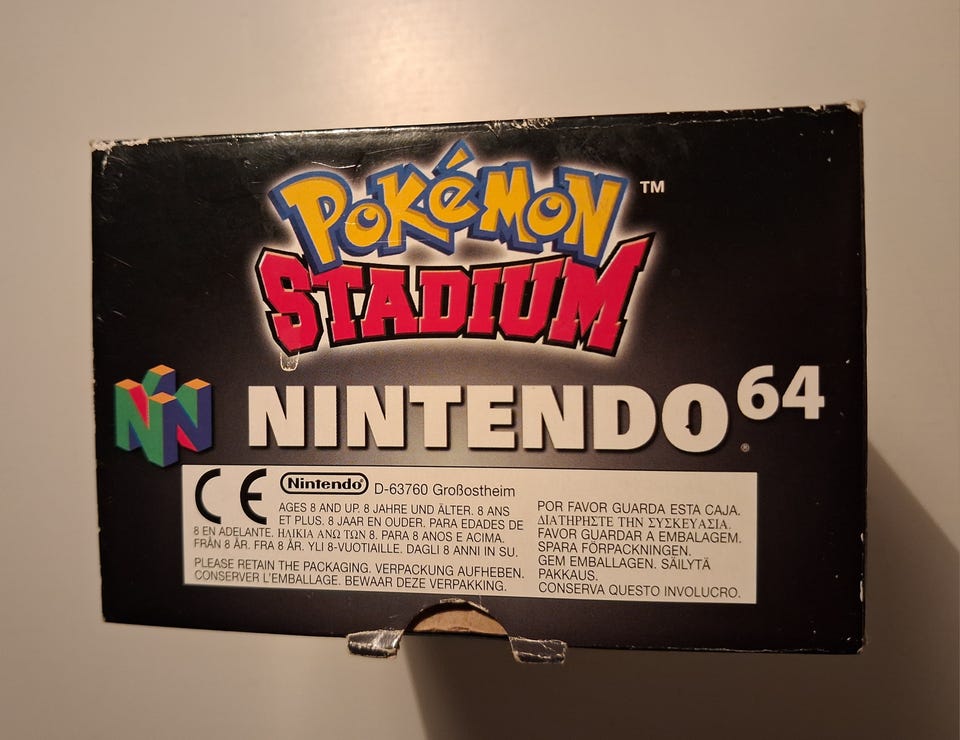 POKéMON ™
STADIUM
NINTENDO 64 ®
CE Nintendo® D-63760 Großostheim
AGES 8 AND UP. 8 JAHRE UND ÄLTER. 8 ANS
ET PLUS. 8 JAAR EN OUDER. PARA EDADES DE
8 EN ADELANTE. ΗΛΙΚΙΑ ΑΝΩ ΤΩΝ 8. PARA 8 ANOS E ACIMA.
FRÅN 8 ÅR. FRA 8 ÅR. YLI 8-VUOTIAILLE. DAGLI 8 ANNI IN SU.
PLEASE RETAIN THE PACKAGING. VERPACKUNG AUFHEBEN.
CONSERVER L'EMBALLAGE. BEWAAR DEZE VERPAKKING.
POR FAVOR GUARDA ESTA CAJA.
ΔΙΑΤΗΡΗΣΤΕ ΤΗΝ ΣΥΣΚΕΥΑΣΙΑ.
FAVOR GUARDAR A EMBALAGEM.
SPARA FÖRPACKNINGEN.
GEM EMBALLAGEN. SÄILYTÄ
PAKKAUS.
CONSERVA QUESTO INVOLUCRO.